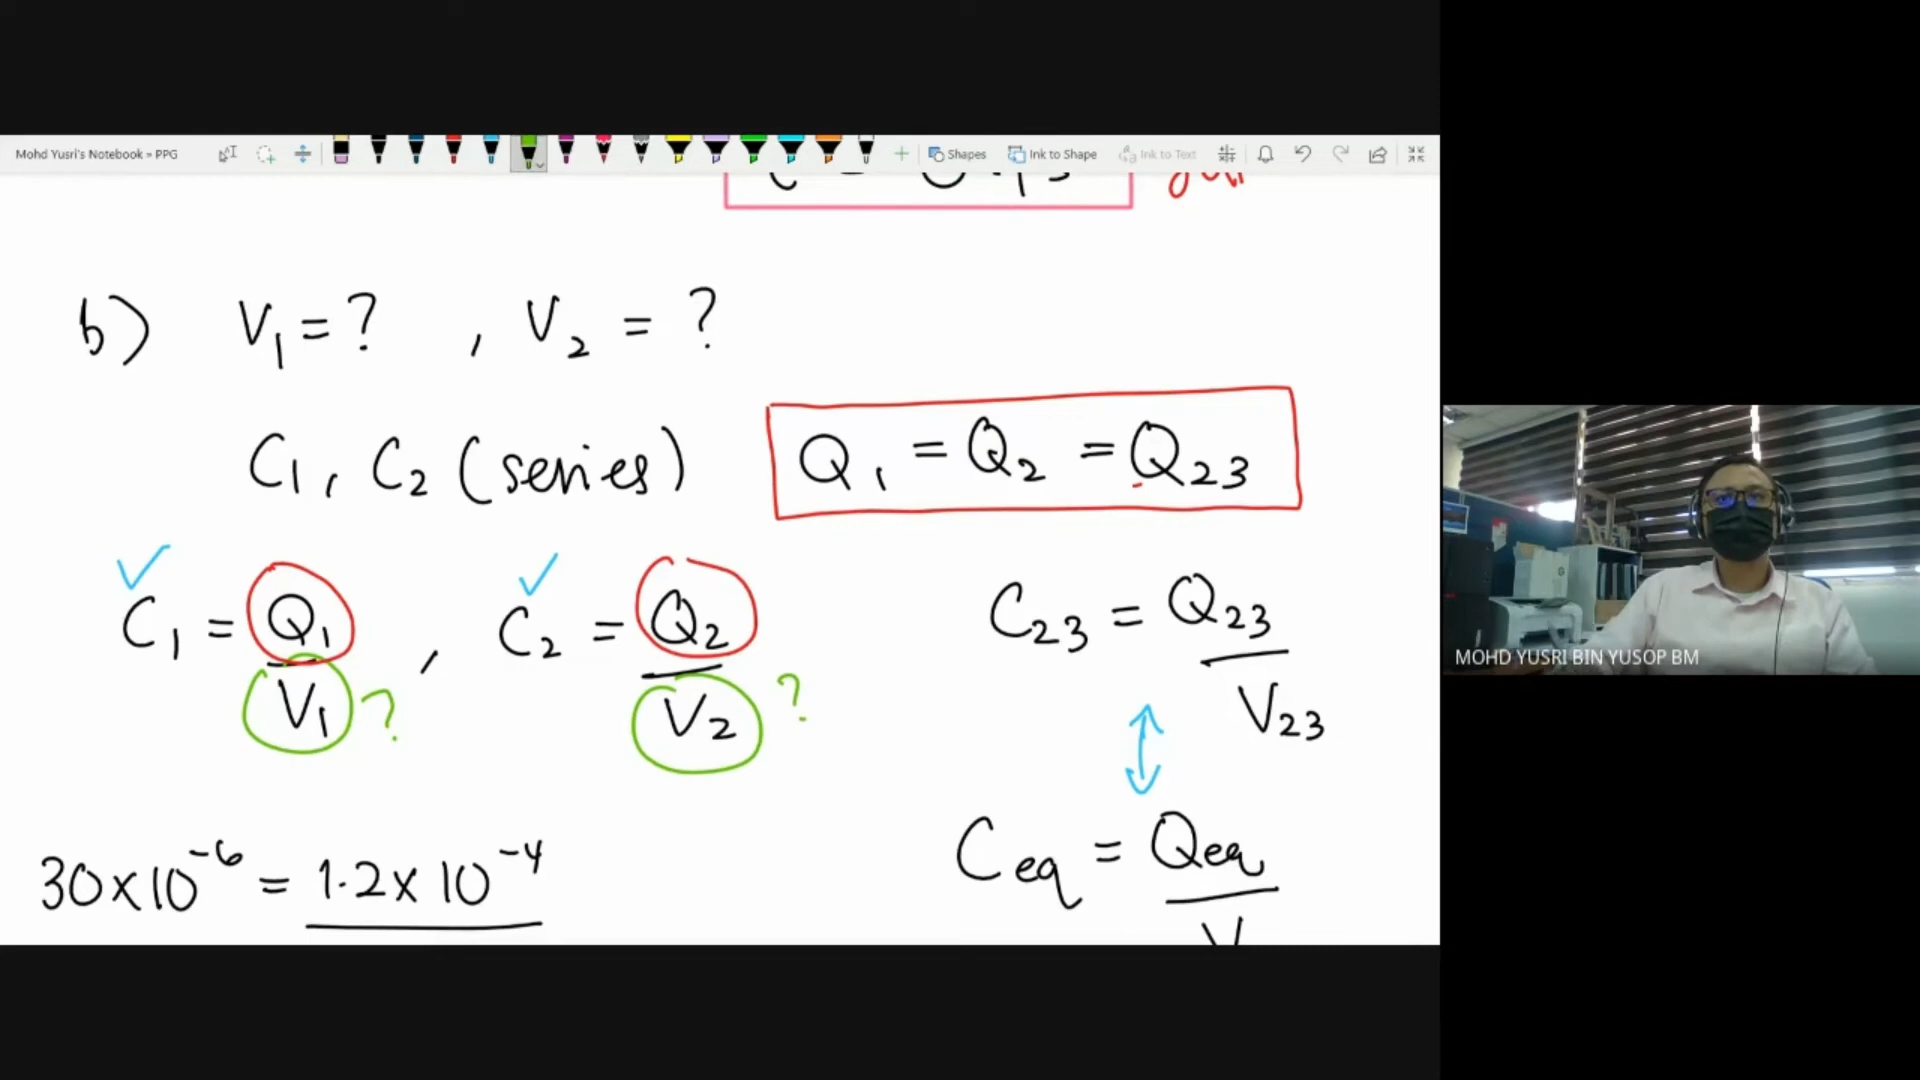 Mohd Yusri's Notebook » PPG
Shapes
Ink to Shape
Ink to Text
b) V₁ = ? , V₂ = ?
C₁, C₂ (series)
Q₁ = Q₂ = Q₂₃
C₁ = Q₁/V₁ ? , C₂ = Q₂/V₂ ?
C₂₃ = Q₂₃/V₂₃
30 x 10⁻⁶ = 1.2 x 10⁻⁴
Ceq = Qeq/V
MOHD YUSRI BIN YUSOP BM